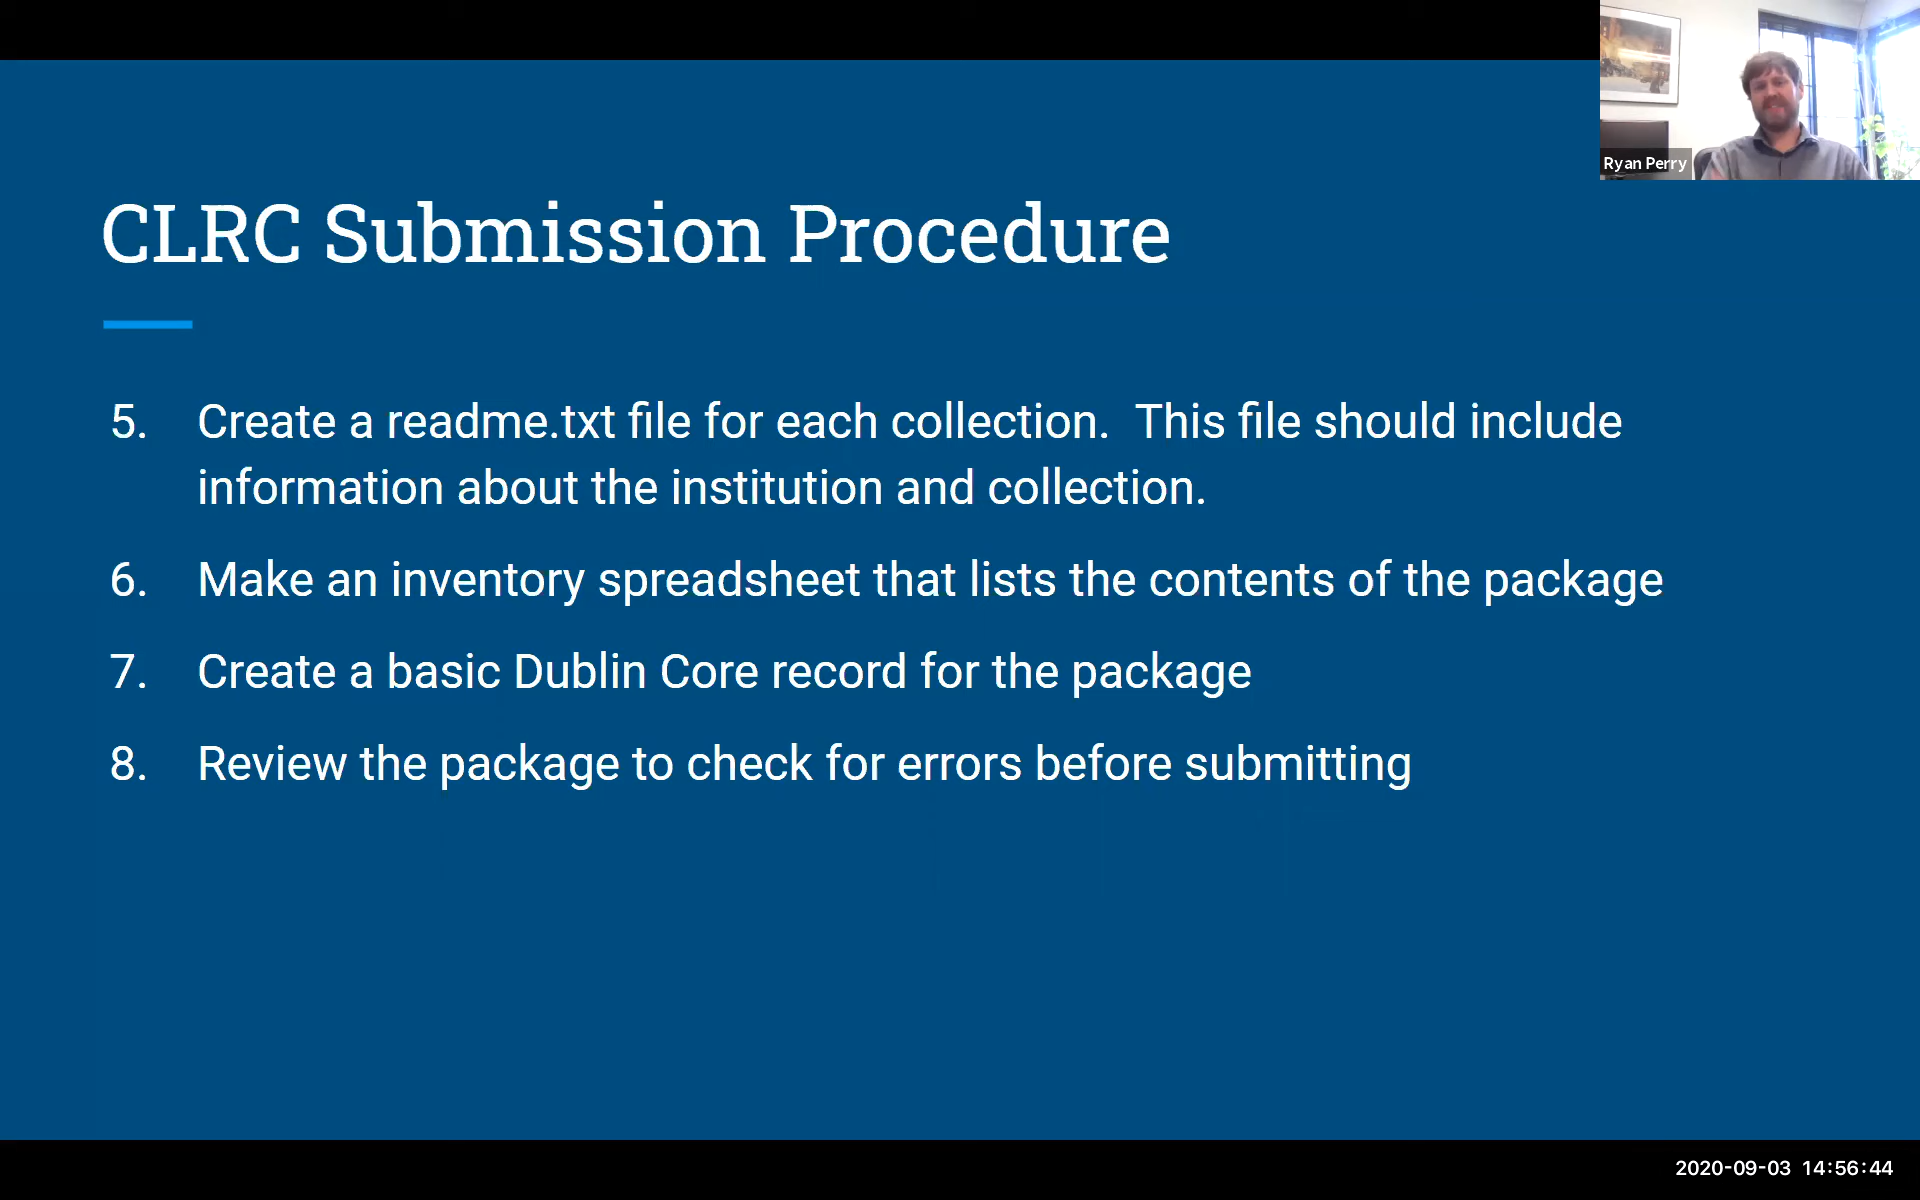 Ryan Perry
CLRC Submission Procedure
5. Create a readme.txt file for each collection.  This file should include
information about the institution and collection.
6. Make an inventory spreadsheet that lists the contents of the package
7. Create a basic Dublin Core record for the package
8. Review the package to check for errors before submitting
2020-09-03 14:56:44